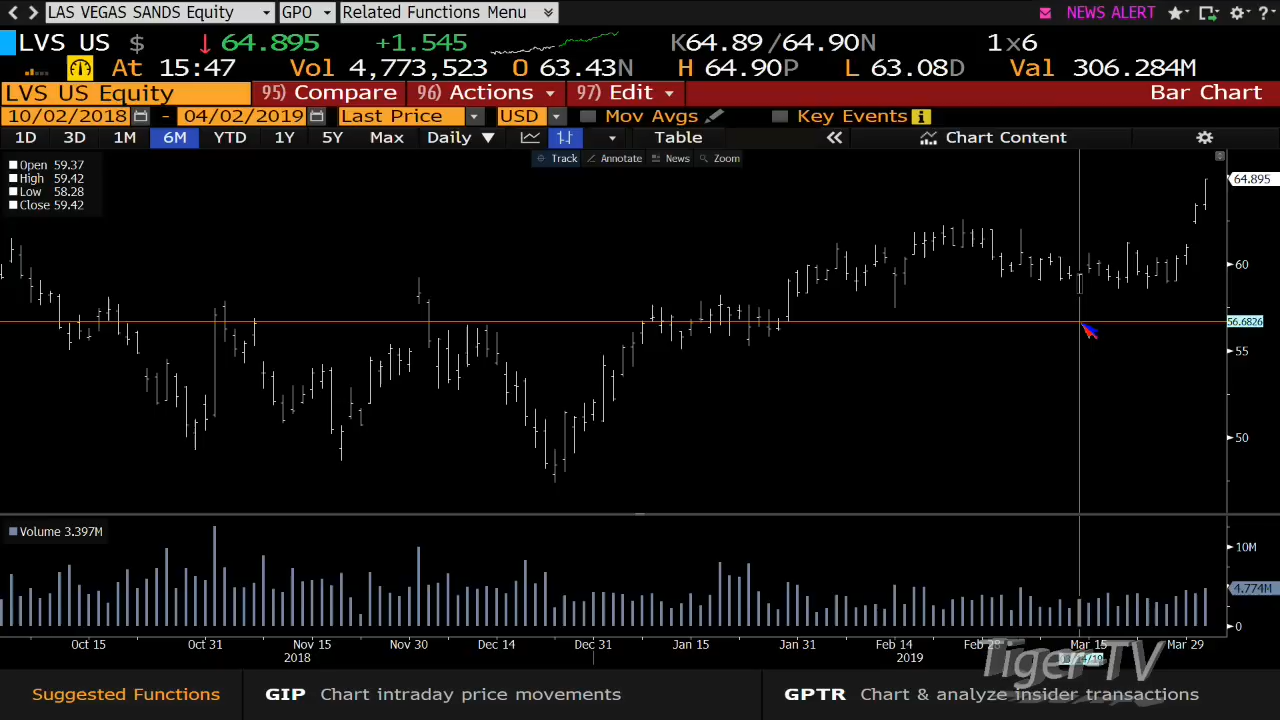 LAS VEGAS SANDS Equity GPO Related Functions Menu NEWS ALERT ?
LVS US $ ↓ 64.895 +1.545 K64.89 /64.90N 1x6
At 15:47 Vol 4,773,523 O 63.43N H 64.90P L 63.08D Val 306.284M
LVS US Equity 95) Compare 96) Actions 97) Edit Bar Chart
10/02/2018 - 04/02/2019 Last Price USD Mov Avgs Key Events i
1D 3D 1M 6M YTD 1Y 5Y Max Daily ▼ Table « Chart Content
Track Annotate News Zoom
Open 59.37
High 59.42
Low 58.28
Close 59.42
64.895
60
56.6826
55
50
Volume 3.397M
10M
4.774M
0
Oct 15 Oct 31 Nov 15 Nov 30 Dec 14 Dec 31 Jan 15 Jan 31 Feb 14 Feb 28 Mar 15 Mar 29
2018 2019
Tiger-TV
Suggested Functions GIP Chart intraday price movements GPTR Chart & analyze insider transactions